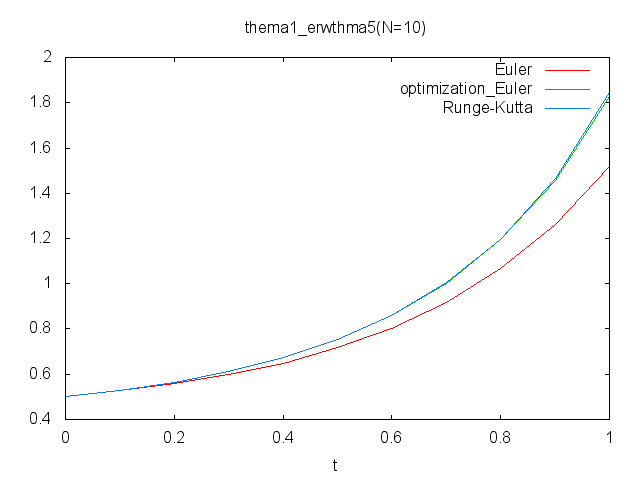 thema1_erwthma5(N=10)
2
1.8
1.6
1.4
1.2
1
0.8
0.6
0.4
Euler
optimization_Euler
Runge-Kutta
0 0.2 0.4 0.6 0.8 1
t